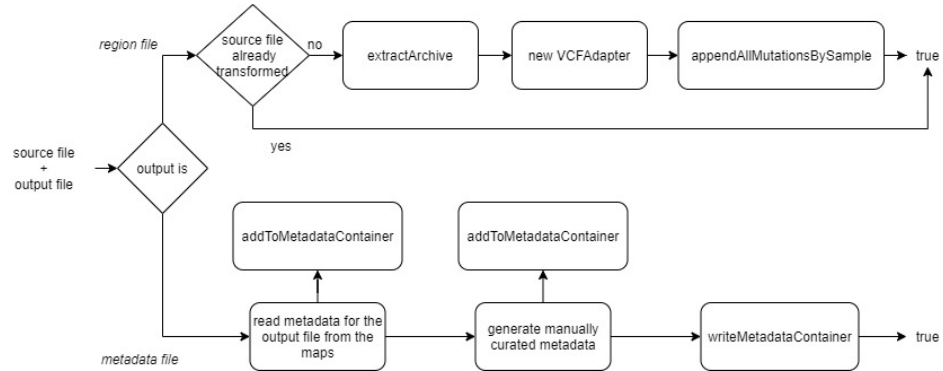 region file
source file
already
transformed
no
extractArchive
new VCFAdapter
appendAllMutationsBySample
true
yes
source file
+
output file
output is
addToMetadataContainer
addToMetadataContainer
read metadata for the
output file from the
maps
generate manually
curated metadata
writeMetadataContainer
true
metadata file